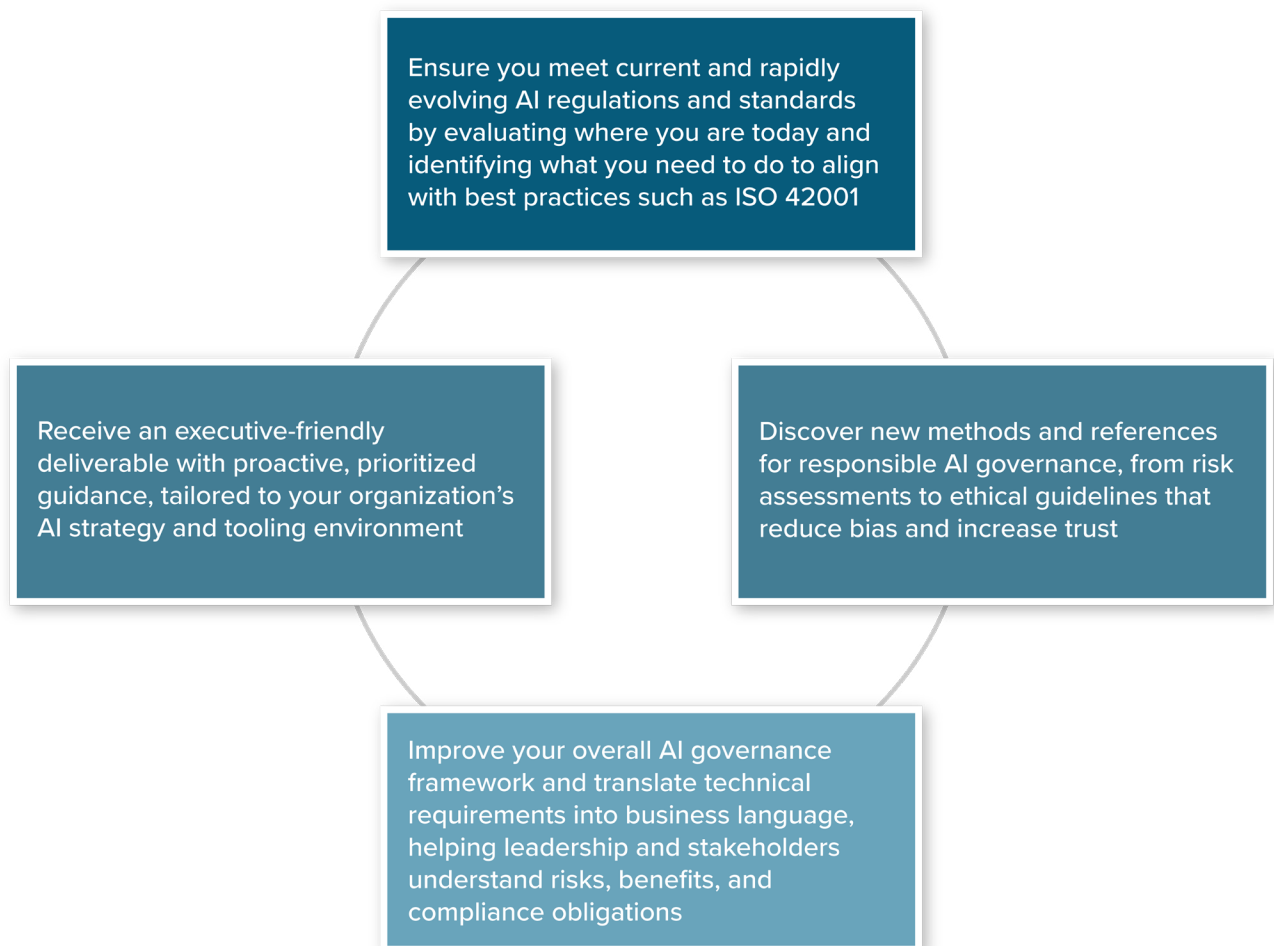 Ensure you meet current and rapidly
evolving AI regulations and standards
by evaluating where you are today and
identifying what you need to do to align
with best practices such as ISO 42001
Receive an executive-friendly
deliverable with proactive, prioritized
guidance, tailored to your organization’s
AI strategy and tooling environment
Discover new methods and references
for responsible AI governance, from risk
assessments to ethical guidelines that
reduce bias and increase trust
Improve your overall AI governance
framework and translate technical
requirements into business language,
helping leadership and stakeholders
understand risks, benefits, and
compliance obligations